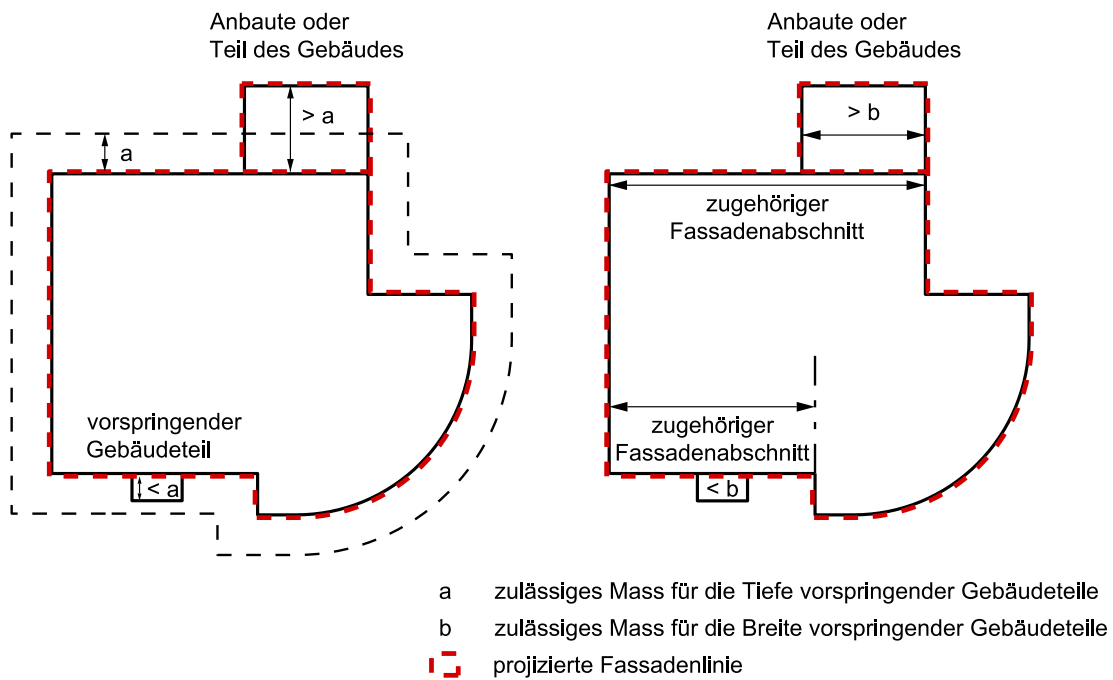 Anbaute oder
Teil des Gebäudes
> a
a
vorspringender
Gebäudeteil
< a
Anbaute oder
Teil des Gebäudes
> b
zugehöriger
Fassadenabschnitt
zugehöriger
Fassadenabschnitt
< b
a zulässiges Mass für die Tiefe vorspringender Gebäudeteile
b zulässiges Mass für die Breite vorspringender Gebäudeteile
projizierte Fassadenlinie